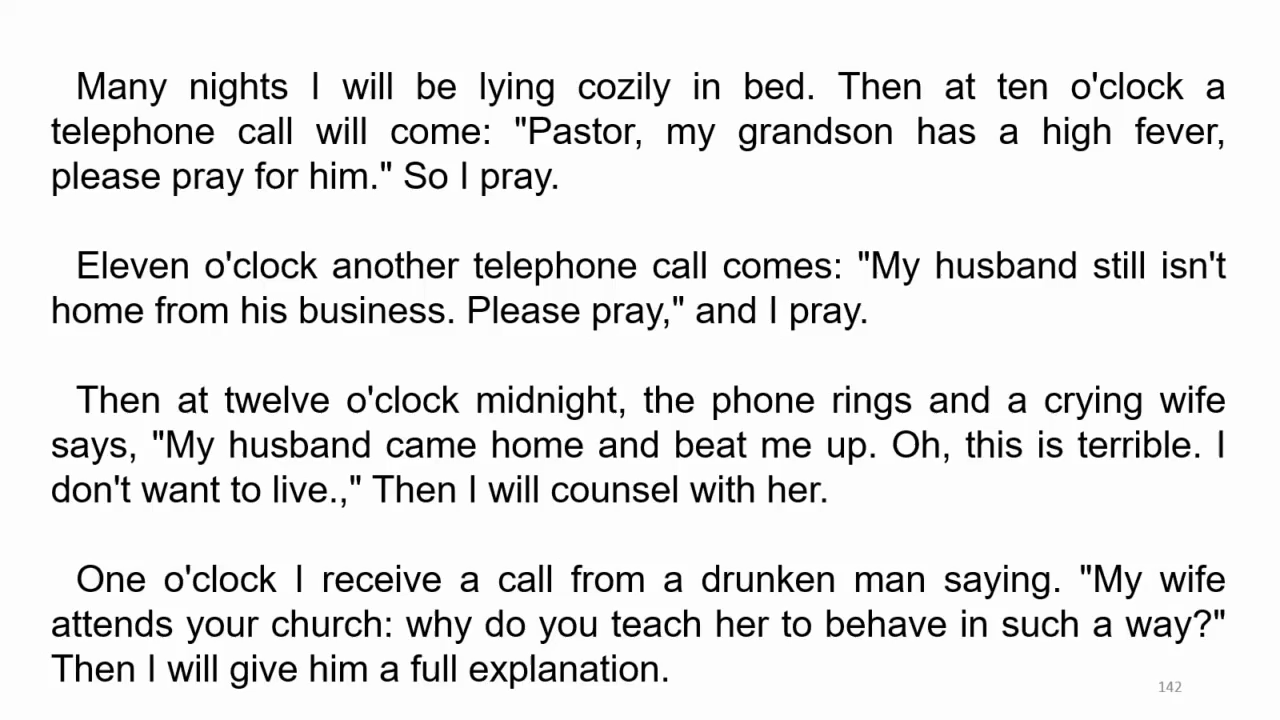 Many nights I will be lying cozily in bed. Then at ten o'clock a
telephone call will come: "Pastor, my grandson has a high fever,
please pray for him." So I pray.
Eleven o'clock another telephone call comes: "My husband still isn't
home from his business. Please pray," and I pray.
Then at twelve o'clock midnight, the phone rings and a crying wife
says, "My husband came home and beat me up. Oh, this is terrible. I
don't want to live.," Then I will counsel with her.
One o'clock I receive a call from a drunken man saying. "My wife
attends your church: why do you teach her to behave in such a way?"
Then I will give him a full explanation.
142